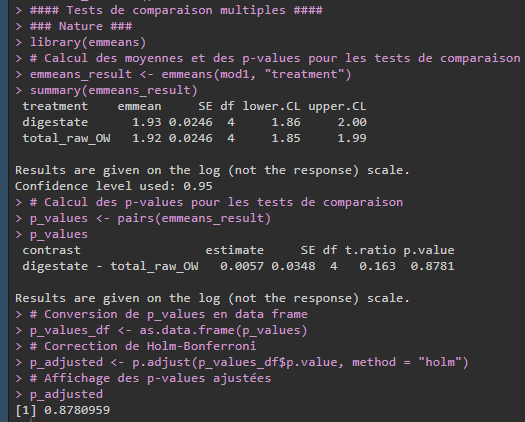 > #### Tests de comparaison multiples ####
> ### Nature ###
> library(emmeans)
> # Calcul des moyennes et des p-values pour les tests de comparaison
> emmeans_result <- emmeans(mod1, "treatment")
> summary(emmeans_result)
 treatment    emmean     SE df lower.CL upper.CL
 digestate      1.93 0.0246  4     1.86     2.00
 total_raw_OW   1.92 0.0246  4     1.85     1.99

Results are given on the log (not the response) scale.
Confidence level used: 0.95
> # Calcul des p-values pour les tests de comparaison
> p_values <- pairs(emmeans_result)
> p_values
 contrast                 estimate     SE df t.ratio p.value
 digestate - total_raw_OW   0.0057 0.0348  4   0.163  0.8781

Results are given on the log (not the response) scale.
> # Conversion de p_values en data frame
> p_values_df <- as.data.frame(p_values)
> # Correction de Holm-Bonferroni
> p_adjusted <- p.adjust(p_values_df$p.value, method = "holm")
> # Affichage des p-values ajustées
> p_adjusted
[1] 0.8780959